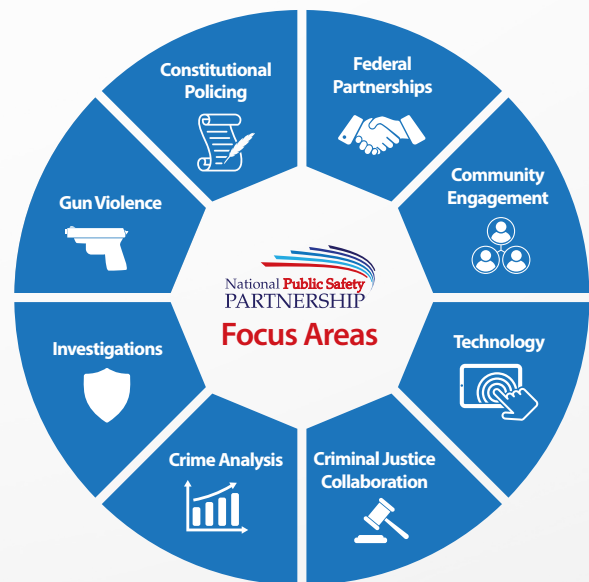 National Public Safety
PARTNERSHIP
Focus Areas
Federal
Partnerships
Community
Engagement
Technology
Criminal Justice
Collaboration
Crime Analysis
Investigations
Gun Violence
Constitutional
Policing